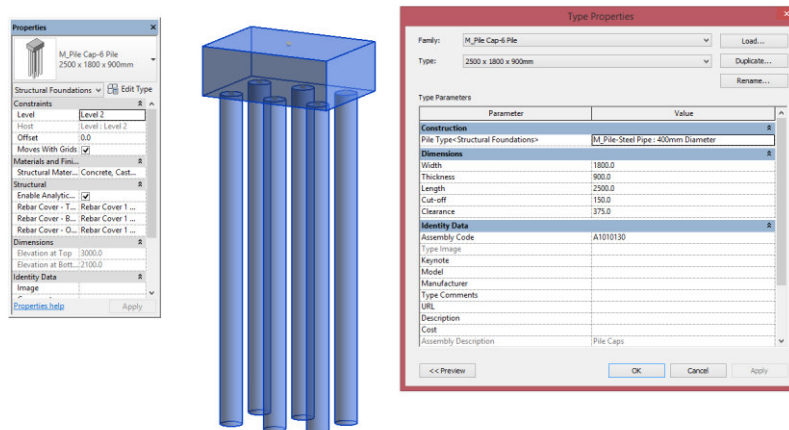 Properties
M_Pile Cap-6 Pile
2500 x 1800 x 900mm
Structural Foundations
Edit Type
Constraints
Level Level 2
Host Level : Level 2
Offset 0.0
Moves With Grids
Materials and Fini...
Structural Mater... Concrete, Cast...
Structural
Enable Analytic...
Rebar Cover - T... Rebar Cover 1 ...
Rebar Cover - B... Rebar Cover 1 ...
Rebar Cover - O... Rebar Cover 1 ...
Dimensions
Elevation at Top 3000.0
Elevation at Bott... 2100.0
Identity Data
Image
Properties help Apply
Type Properties
Family: M_Pile Cap-6 Pile Load...
Type: 2500 x 1800 x 900mm Duplicate...
Rename...
Type Parameters
Parameter Value
Construction
Pile Type<Structural Foundations> M_Pile-Steel Pipe : 400mm Diameter
Dimensions
Width 1800.0
Thickness 900.0
Length 2500.0
Cut-off 150.0
Clearance 375.0
Identity Data
Assembly Code A1010130
Type Image
Keynote
Model
Manufacturer
Type Comments
URL
Description
Cost
Assembly Description Pile Caps
<< Preview OK Cancel Apply